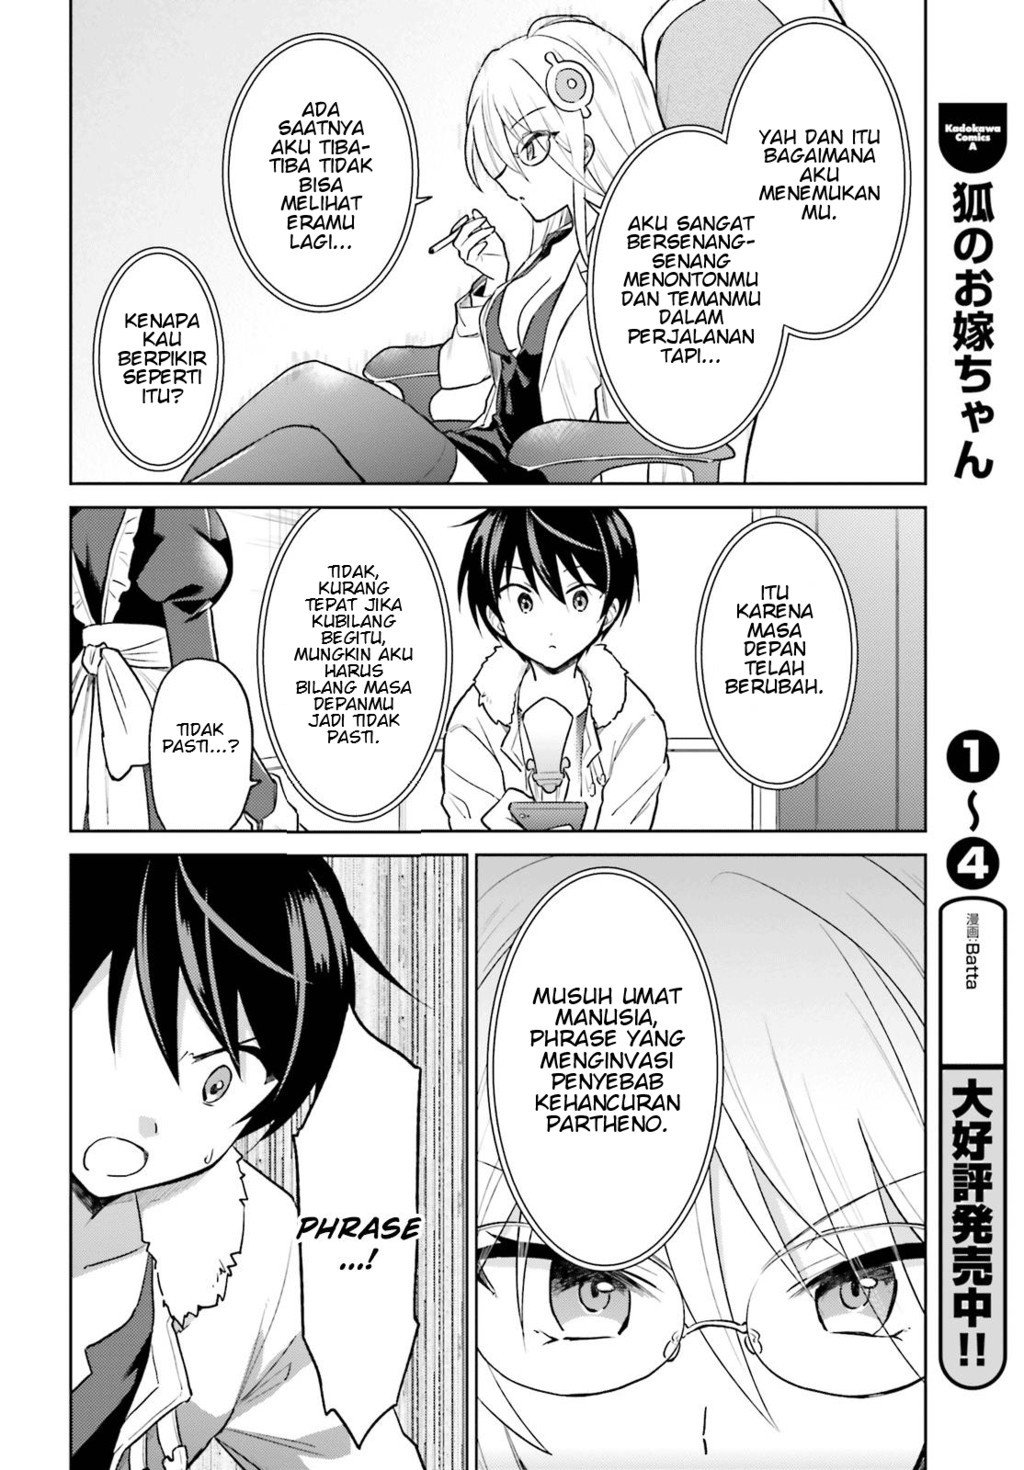 YAH DAN ITU
BAGAIMANA
AKU
MENEMUKAN
MU.
AKU SANGAT
BERSENANG-
SENANG
MENONTONMU
DAN TEMANMU
DALAM
PERJALANAN
TAPI...
ADA
SAATNYA
AKU TIBA-
TIBA TIDAK
BISA
MELIHAT
ERAMU
LAGI...
KENAPA
KAU
BERPIKIR
SEPERTI
ITU?
ITU
KARENA
MASA
DEPAN
TELAH
BERUBAH.
TIDAK,
KURANG
TEPAT JIKA
KUBILANG
BEGITU,
MUNGKIN AKU
HARUS
BILANG MASA
DEPANMU
JADI TIDAK
PASTI.
TIDAK
PASTI...?
MUSUH UMAT
MANUSIA,
PHRASE YANG
MENGINVASI
PENYEBAB
KEHANCURAN
PARTHENO.
PHRASE
...!
Kadokawa
Comics
A
狐のお嫁ちゃん
1～4
漫画:Batta
大好評発売中!!